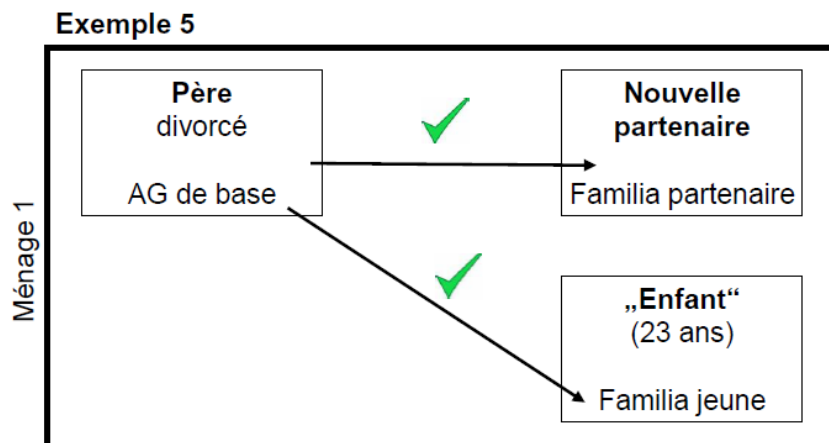 Exemple 5
Ménage 1
Père
divorcé
AG de base
Nouvelle
partenaire
Familia partenaire
„Enfant“
(23 ans)
Familia jeune